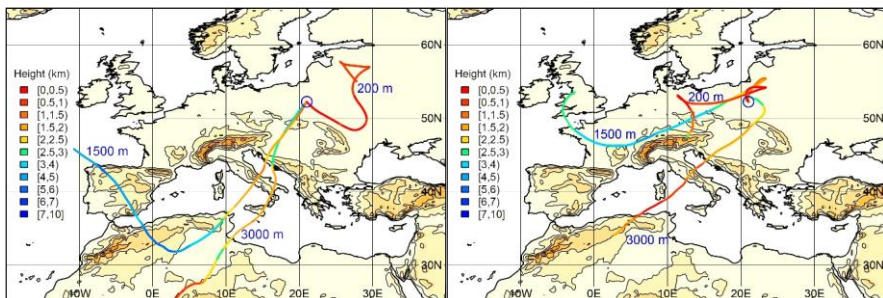 60N
Height (km)
[0,0.5]
[0.5,1]
[1,1.5]
[1.5,2]
[2,2.5]
[2.5,3]
[3,4]
[4,5]
[5,6]
[6,7]
[7,10]
200 m
50N
1500 m
40N
3000 m
30N
10W
0E
10E
20E
30E
60N
Height (km)
[0,0.5]
[0.5,1]
[1,1.5]
[1.5,2]
[2,2.5]
[2.5,3]
[3,4]
[4,5]
[5,6]
[6,7]
[7,10]
200 m
50N
1500 m
40N
3000 m
30N
10W
0E
10E
20E
30E